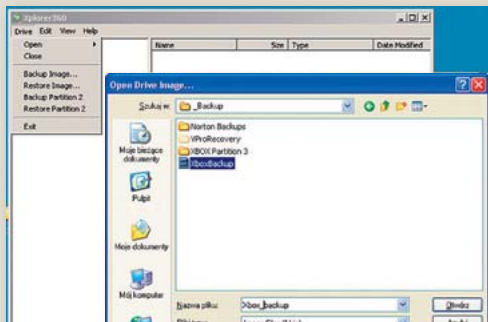 Xplorer360
Drive Edit View Help
Open
Close
Backup Image...
Restore Image...
Backup Partition 2
Restore Partition 2
Exit
Name Size Type Date Modified
Open Drive Image...
Szukaj w: _Backup
Norton Backups
VProRecovery
XBOX Partition 3
XboxBackup
Moje bieżące dokumenty
Pulpit
Moje dokumenty
Mój komputer
Nazwa pliku: Xbox_backup
Otwórz